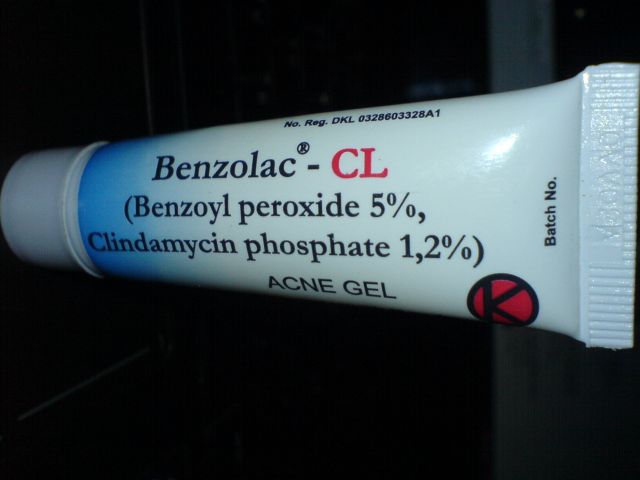 No. Reg. DKL 0328603328A1
Benzolac® - CL
(Benzoyl peroxide 5%,
Clindamycin phosphate 1,2%)
ACNE GEL
K
Batch No.